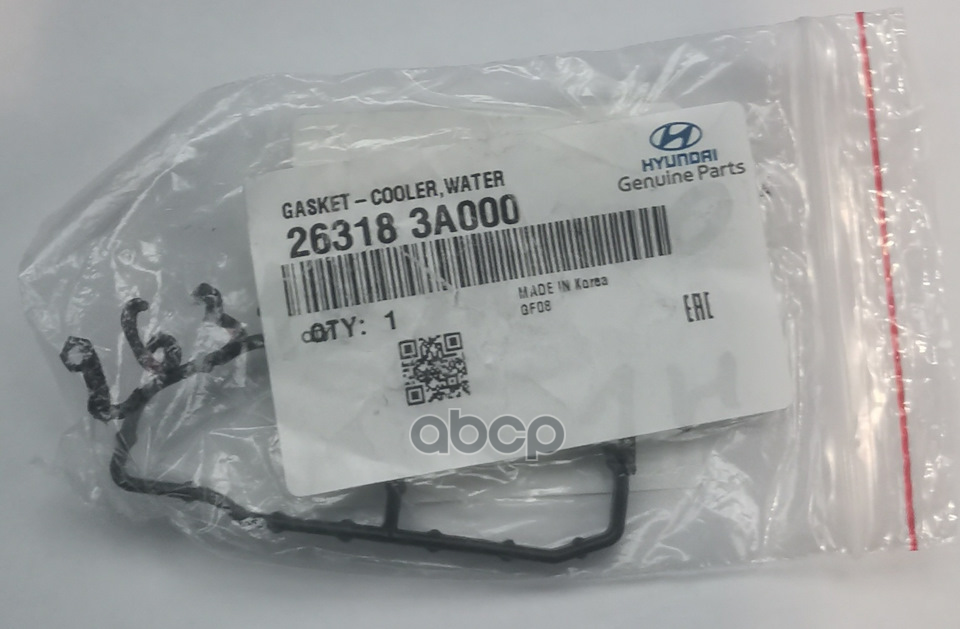 HYUNDAI
Genuine Parts
GASKET-COOLER,WATER
26318 3A000
MADE IN Korea
GF08
QTY: 1
EAC
abcp